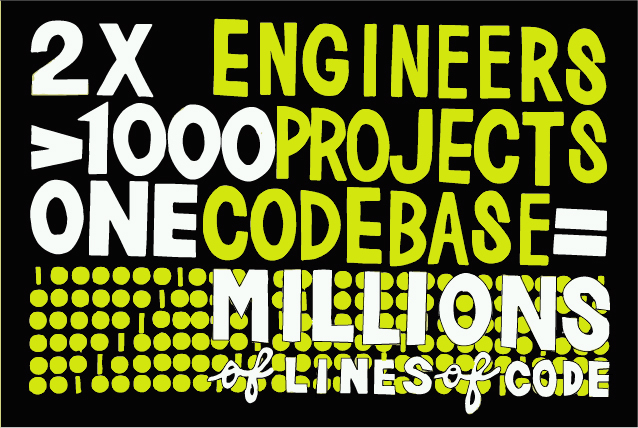 2X ENGINEERS
>1000 PROJECTS
ONE CODEBASE =
MILLIONS
of LINES of CODE